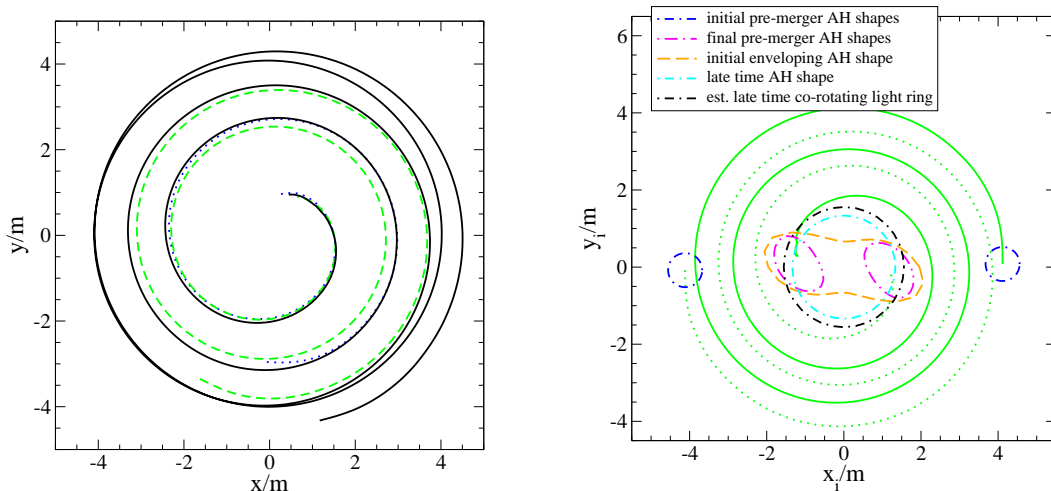 4
2
0
-2
-4
y/m
-4
-2
0
2
4
x/m
initial pre-merger AH shapes
final pre-merger AH shapes
initial enveloping AH shape
late time AH shape
est. late time co-rotating light ring
6
4
2
0
-2
-4
y_i/m
-4
-2
0
2
4
x_i/m